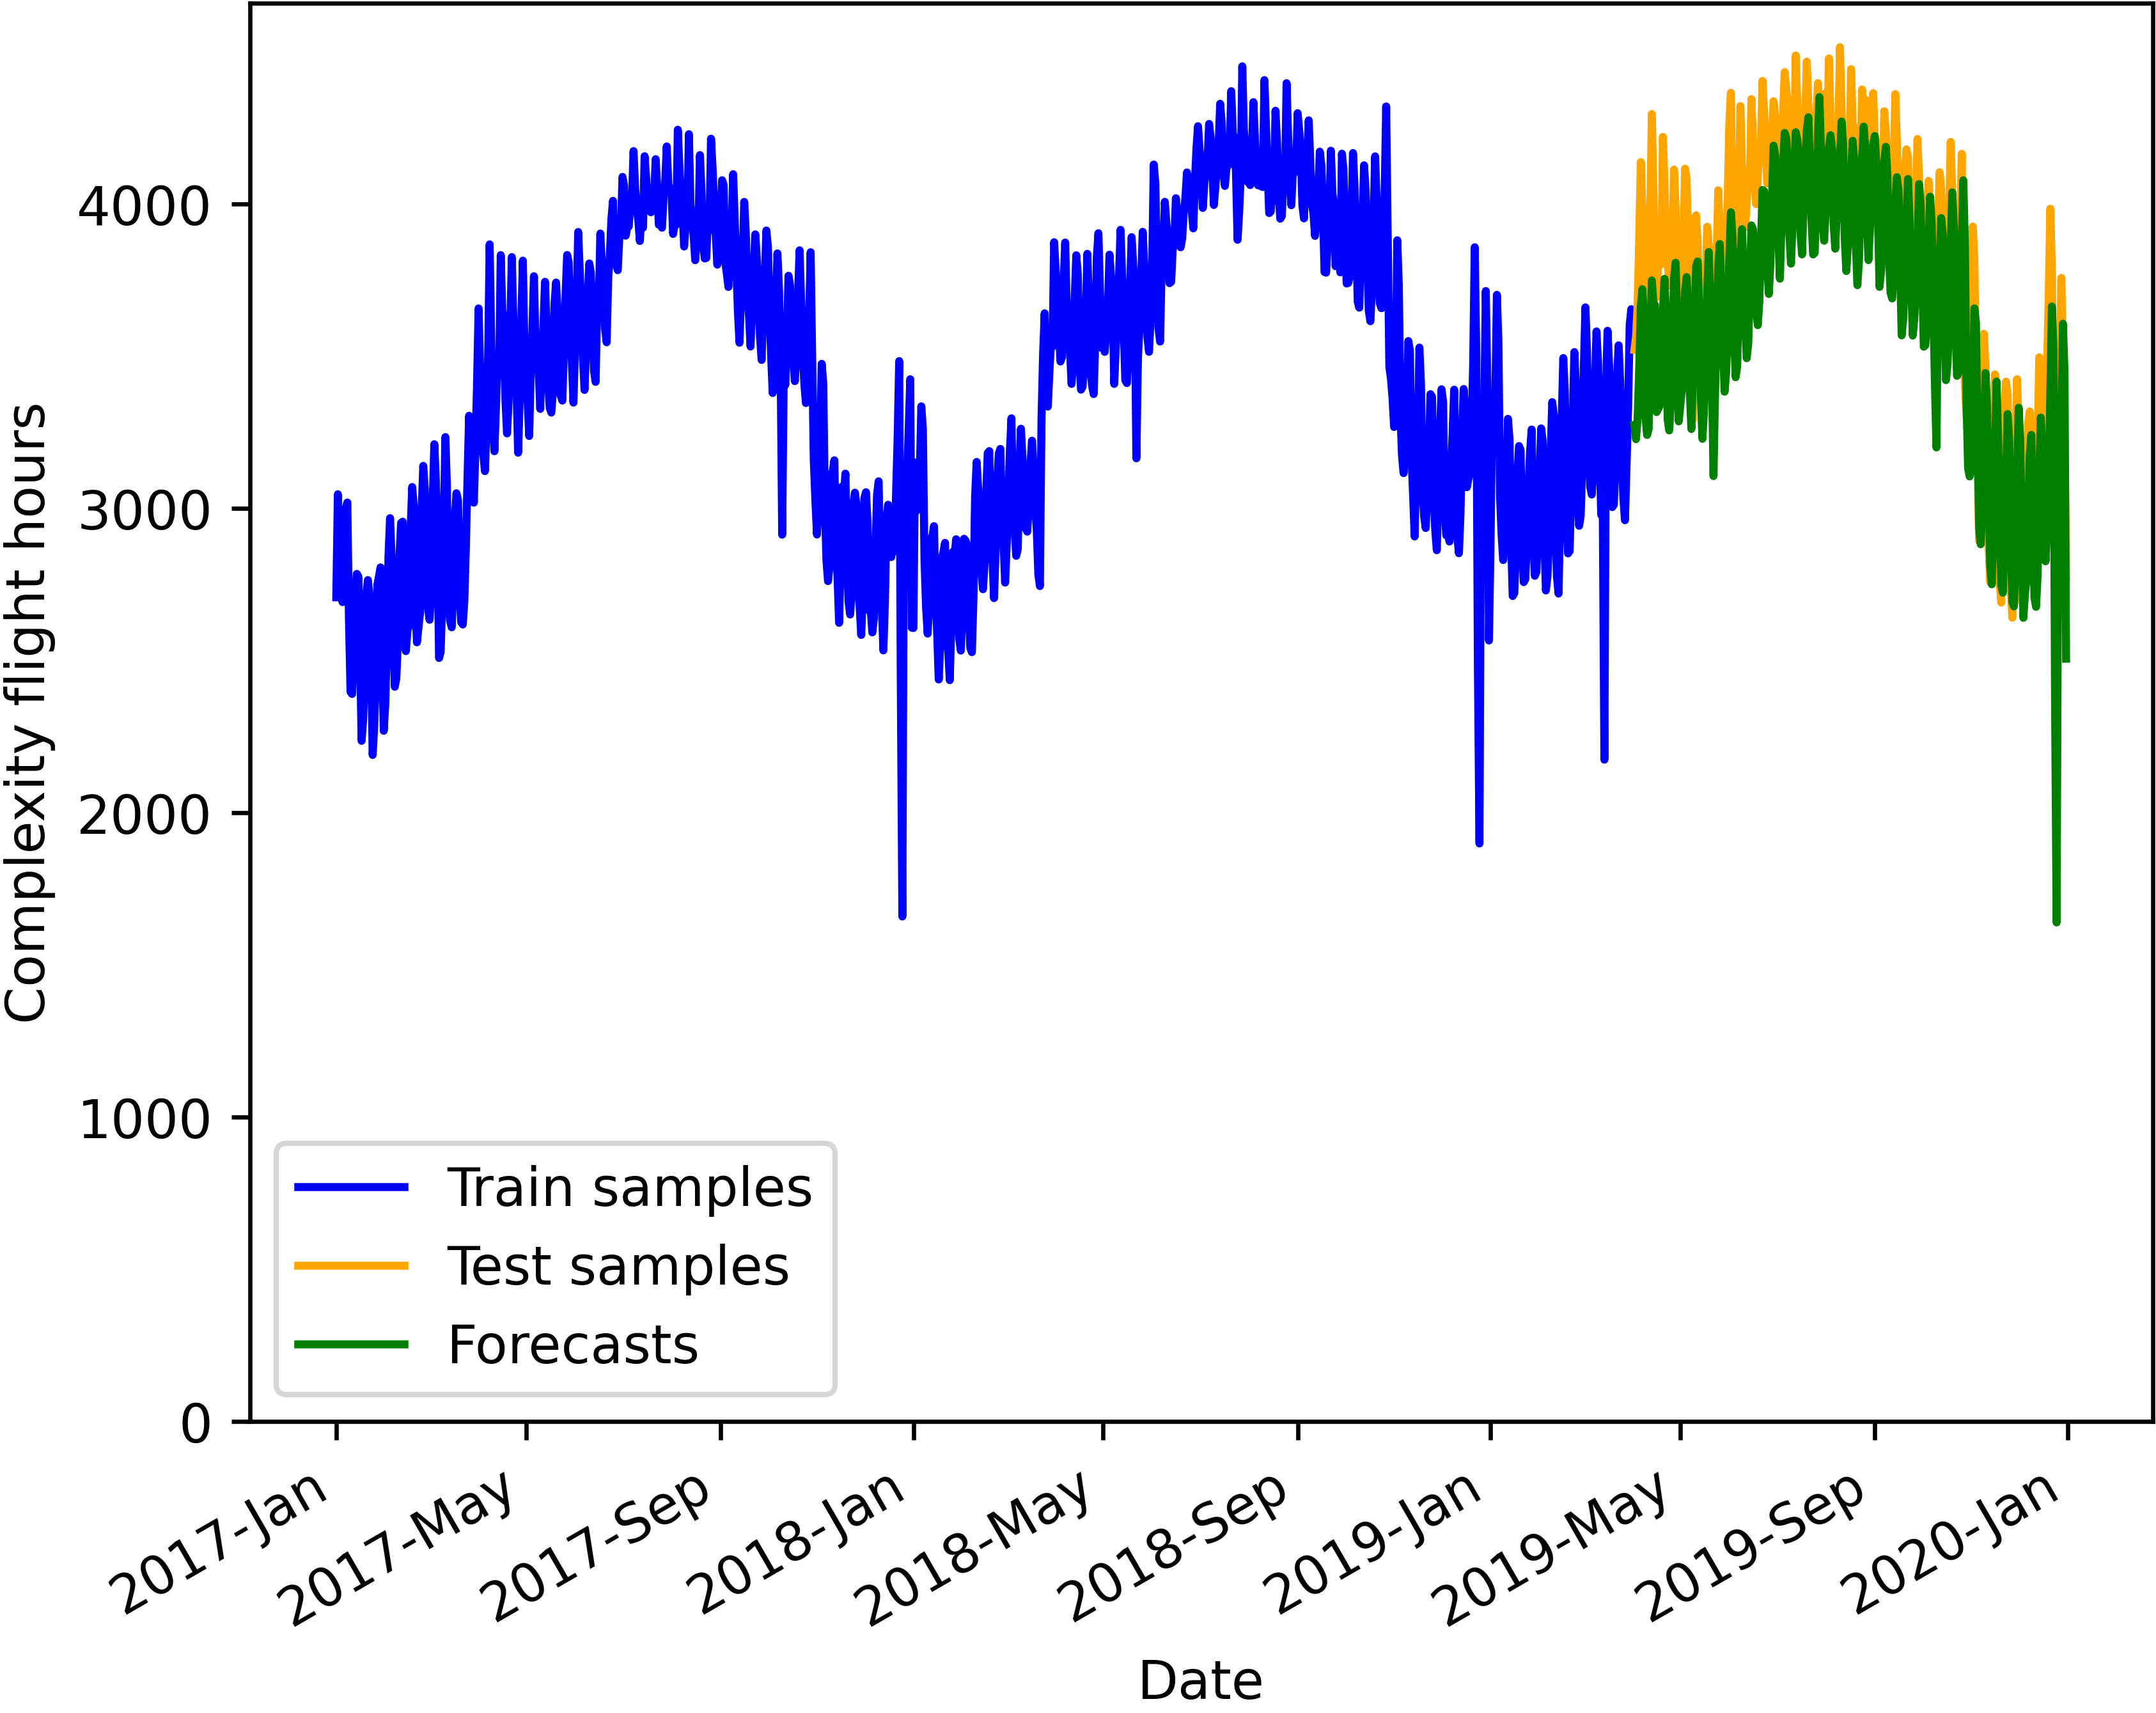 Complexity flight hours
4000
3000
2000
1000
0
Train samples
Test samples
Forecasts
2017-Jan
2017-May
2017-Sep
2018-Jan
2018-May
2018-Sep
2019-Jan
2019-May
2019-Sep
2020-Jan
Date